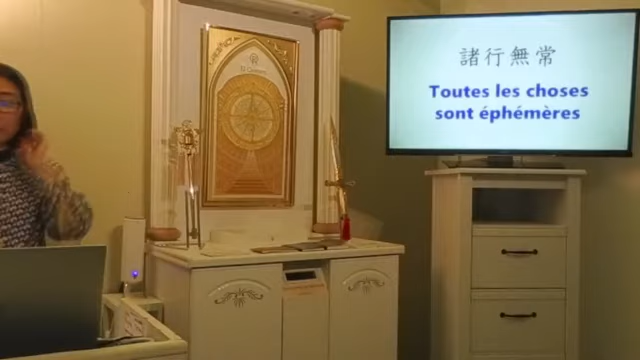 諸行無常
Toutes les choses
sont éphémères